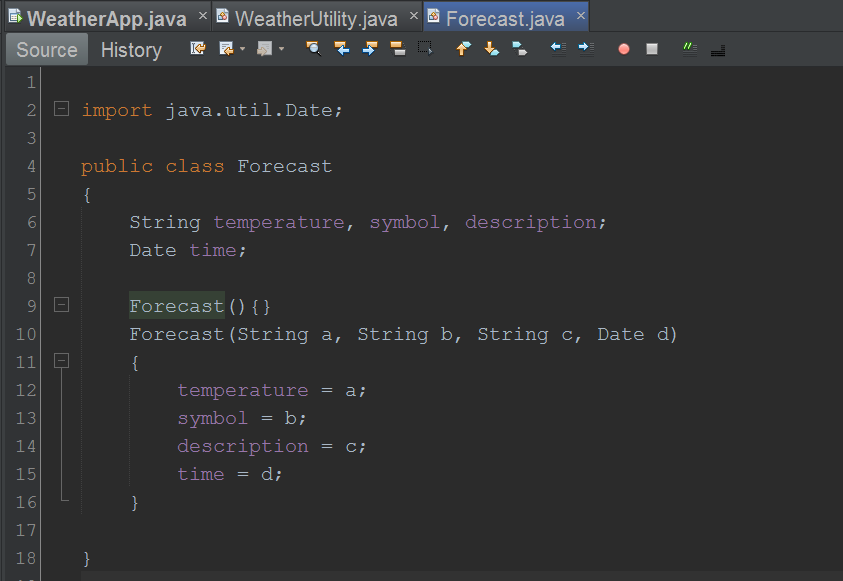 WeatherApp.java × WeatherUtility.java × Forecast.java ×
Source History
1
2 import java.util.Date;
3
4 public class Forecast
5 {
6 String temperature, symbol, description;
7 Date time;
8
9 Forecast(){}
10 Forecast(String a, String b, String c, Date d)
11 {
12 temperature = a;
13 symbol = b;
14 description = c;
15 time = d;
16 }
17
18 }